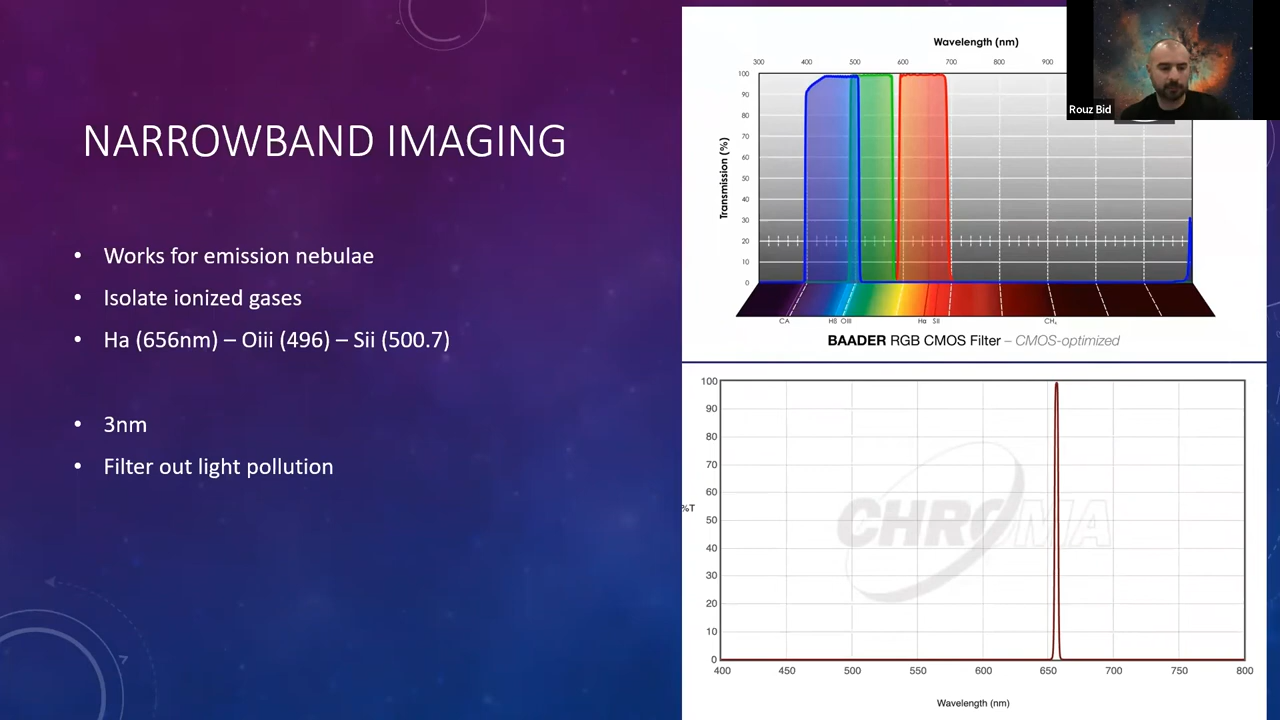 NARROWBAND IMAGING
• Works for emission nebulae
• Isolate ionized gases
• Ha (656nm) – Oiii (496) – Sii (500.7)
• 3nm
• Filter out light pollution
Wavelength (nm)
300 400 500 600 700 800 900
Transmission (%)
100
90
80
70
60
50
40
30
20
10
0
CA Hß OIII Hα SII CH₄
BAADER RGB CMOS Filter – CMOS-optimized
Rouz Bid
%T
100
90
80
70
60
50
40
30
20
10
0
CHROMA
400 450 500 550 600 650 700 750 800
Wavelength (nm)